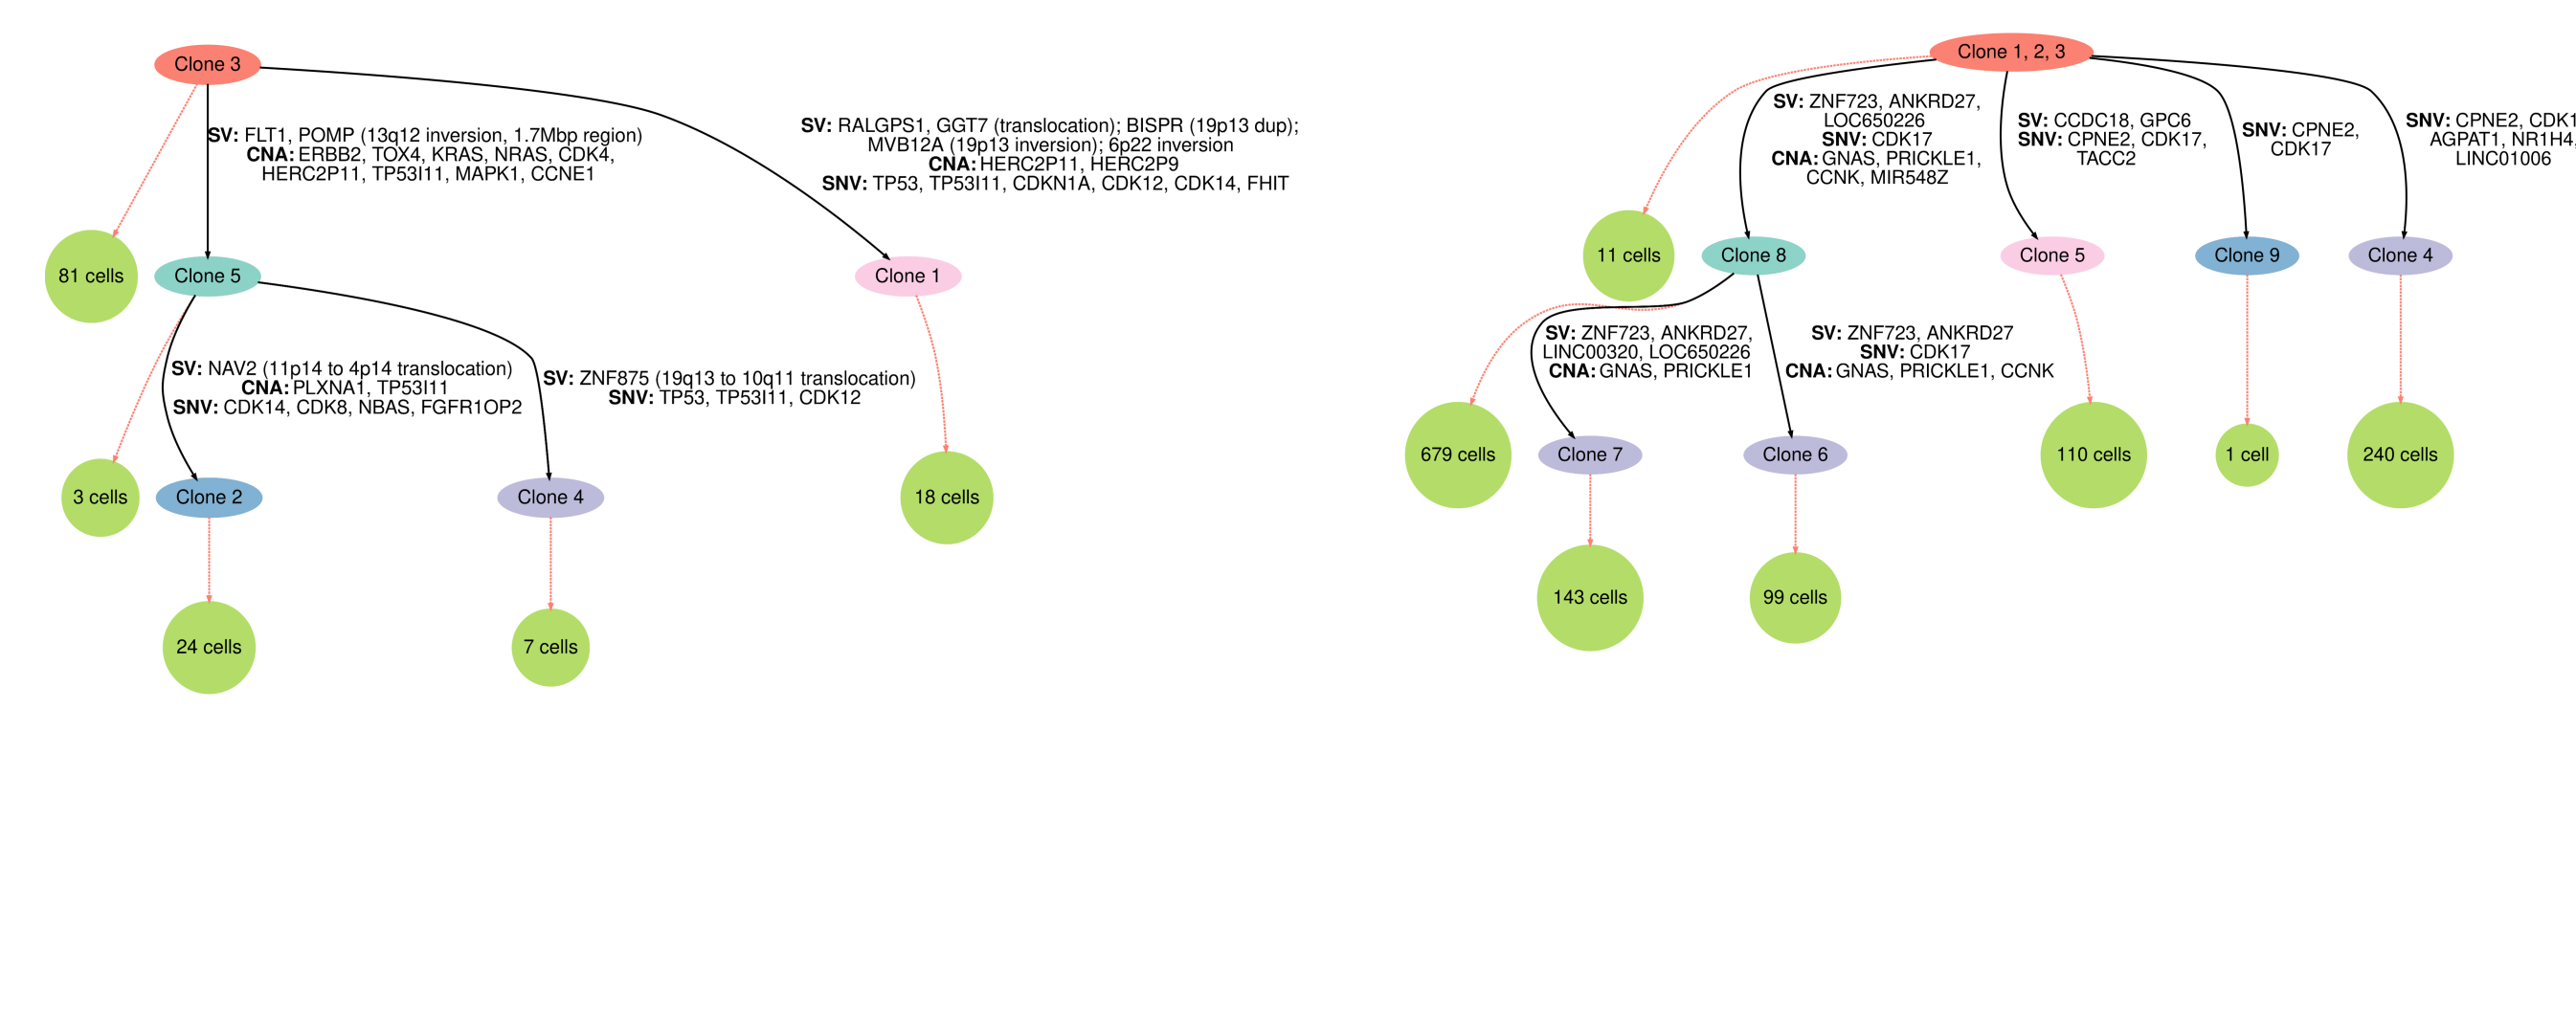 Clone 3
SV: FLT1, POMP (13q12 inversion, 1.7Mbp region)
CNA: ERBB2, TOX4, KRAS, NRAS, CDK4,
HERC2P11, TP53I11, MAPK1, CCNE1
SV: RALGPS1, GGT7 (translocation); BISPR (19p13 dup);
MVB12A (19p13 inversion); 6p22 inversion
CNA: HERC2P11, HERC2P9
SNV: TP53, TP53I11, CDKN1A, CDK12, CDK14, FHIT
81 cells
Clone 5
Clone 1
SV: NAV2 (11p14 to 4p14 translocation)
CNA: PLXNA1, TP53I11
SNV: CDK14, CDK8, NBAS, FGFR1OP2
SV: ZNF875 (19q13 to 10q11 translocation)
SNV: TP53, TP53I11, CDK12
3 cells
Clone 2
Clone 4
18 cells
24 cells
7 cells
Clone 1, 2, 3
SV: ZNF723, ANKRD27,
LOC650226
SNV: CDK17
CNA: GNAS, PRICKLE1,
CCNK, MIR548Z
SV: CCDC18, GPC6
SNV: CPNE2, CDK17,
TACC2
SNV: CPNE2,
CDK17
SNV: CPNE2, CDK1
AGPAT1, NR1H4,
LINC01006
11 cells
Clone 8
Clone 5
Clone 9
Clone 4
SV: ZNF723, ANKRD27,
LINC00320, LOC650226
CNA: GNAS, PRICKLE1
SV: ZNF723, ANKRD27
SNV: CDK17
CNA: GNAS, PRICKLE1, CCNK
679 cells
Clone 7
Clone 6
110 cells
1 cell
240 cells
143 cells
99 cells